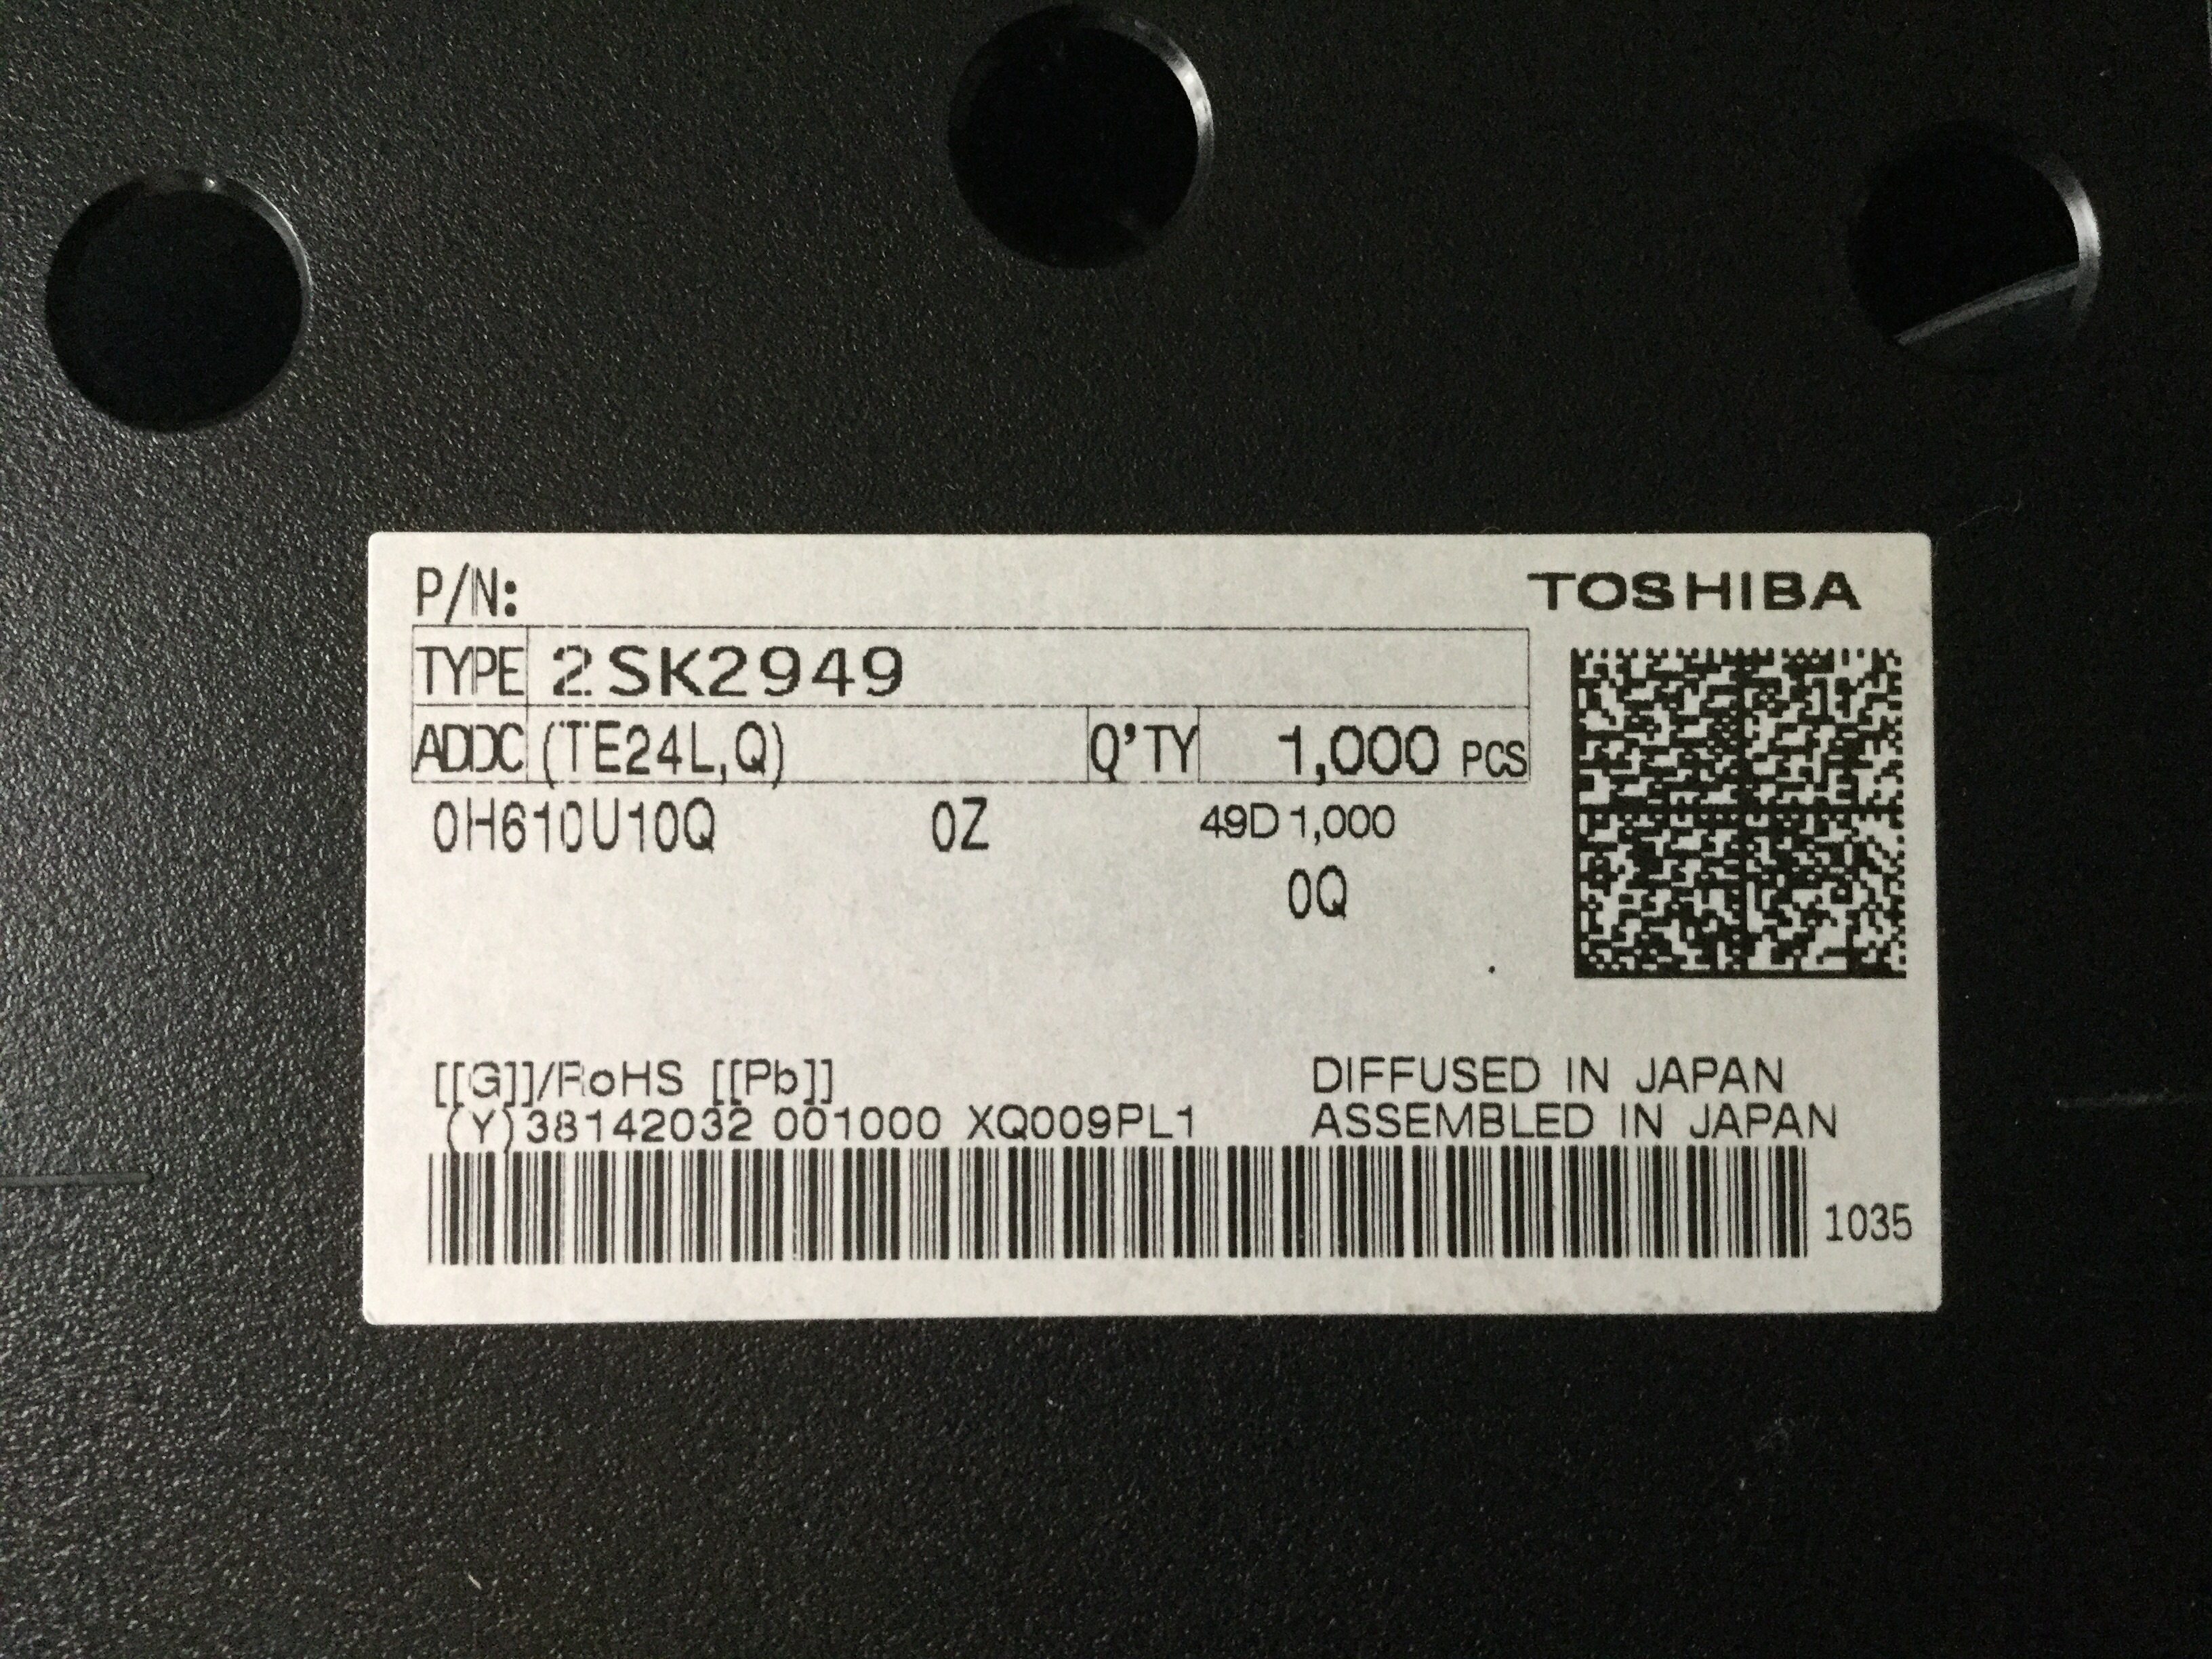 P/N:
TOSHIBA
TYPE 2SK2949
ADDC (TE24L,Q) Q'TY 1,000 PCS
0H610U10Q 0Z 49D 1,000
0Q
[[G]]/RoHS [[Pb]]
DIFFUSED IN JAPAN
(Y)38142032 001000 XQ009PL1
ASSEMBLED IN JAPAN
1035